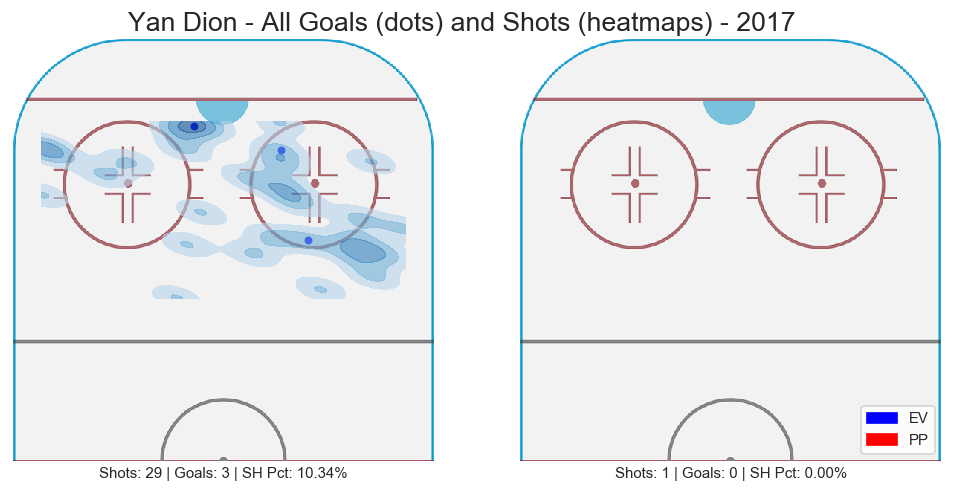 Yan Dion - All Goals (dots) and Shots (heatmaps) - 2017
EV
PP
Shots: 29 | Goals: 3 | SH Pct: 10.34%
Shots: 1 | Goals: 0 | SH Pct: 0.00%